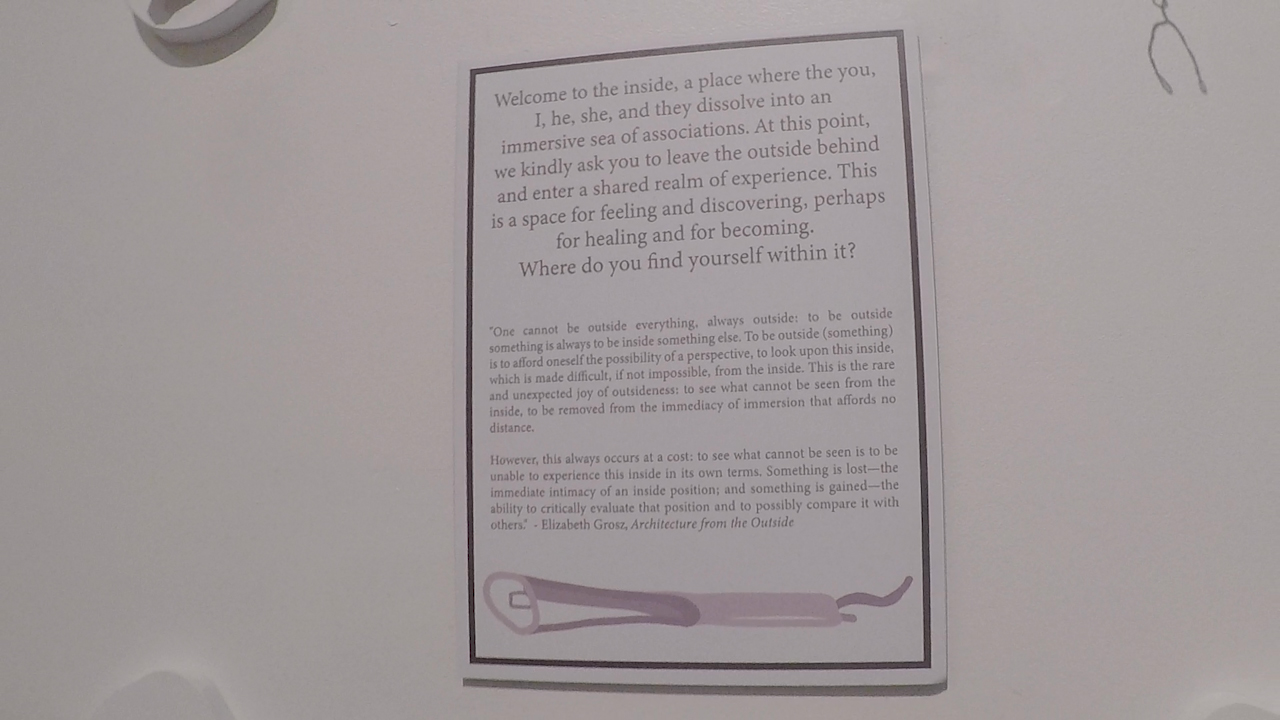 Welcome to the inside, a place where the you,
I, he, she, and they dissolve into an
immersive sea of associations. At this point,
we kindly ask you to leave the outside behind
and enter a shared realm of experience. This
is a space for feeling and discovering, perhaps
for healing and for becoming.
Where do you find yourself within it?
"One cannot be outside everything, always outside: to be outside
something is always to be inside something else. To be outside (something)
is to afford oneself the possibility of a perspective, to look upon this inside,
which is made difficult, if not impossible, from the inside. This is the rare
and unexpected joy of outsideness: to see what cannot be seen from the
inside, to be removed from the immediacy of immersion that affords no
distance.
However, this always occurs at a cost: to see what cannot be seen is to be
unable to experience this inside in its own terms. Something is lost—the
immediate intimacy of an inside position; and something is gained—the
ability to critically evaluate that position and to possibly compare it with
others." - Elizabeth Grosz, Architecture from the Outside